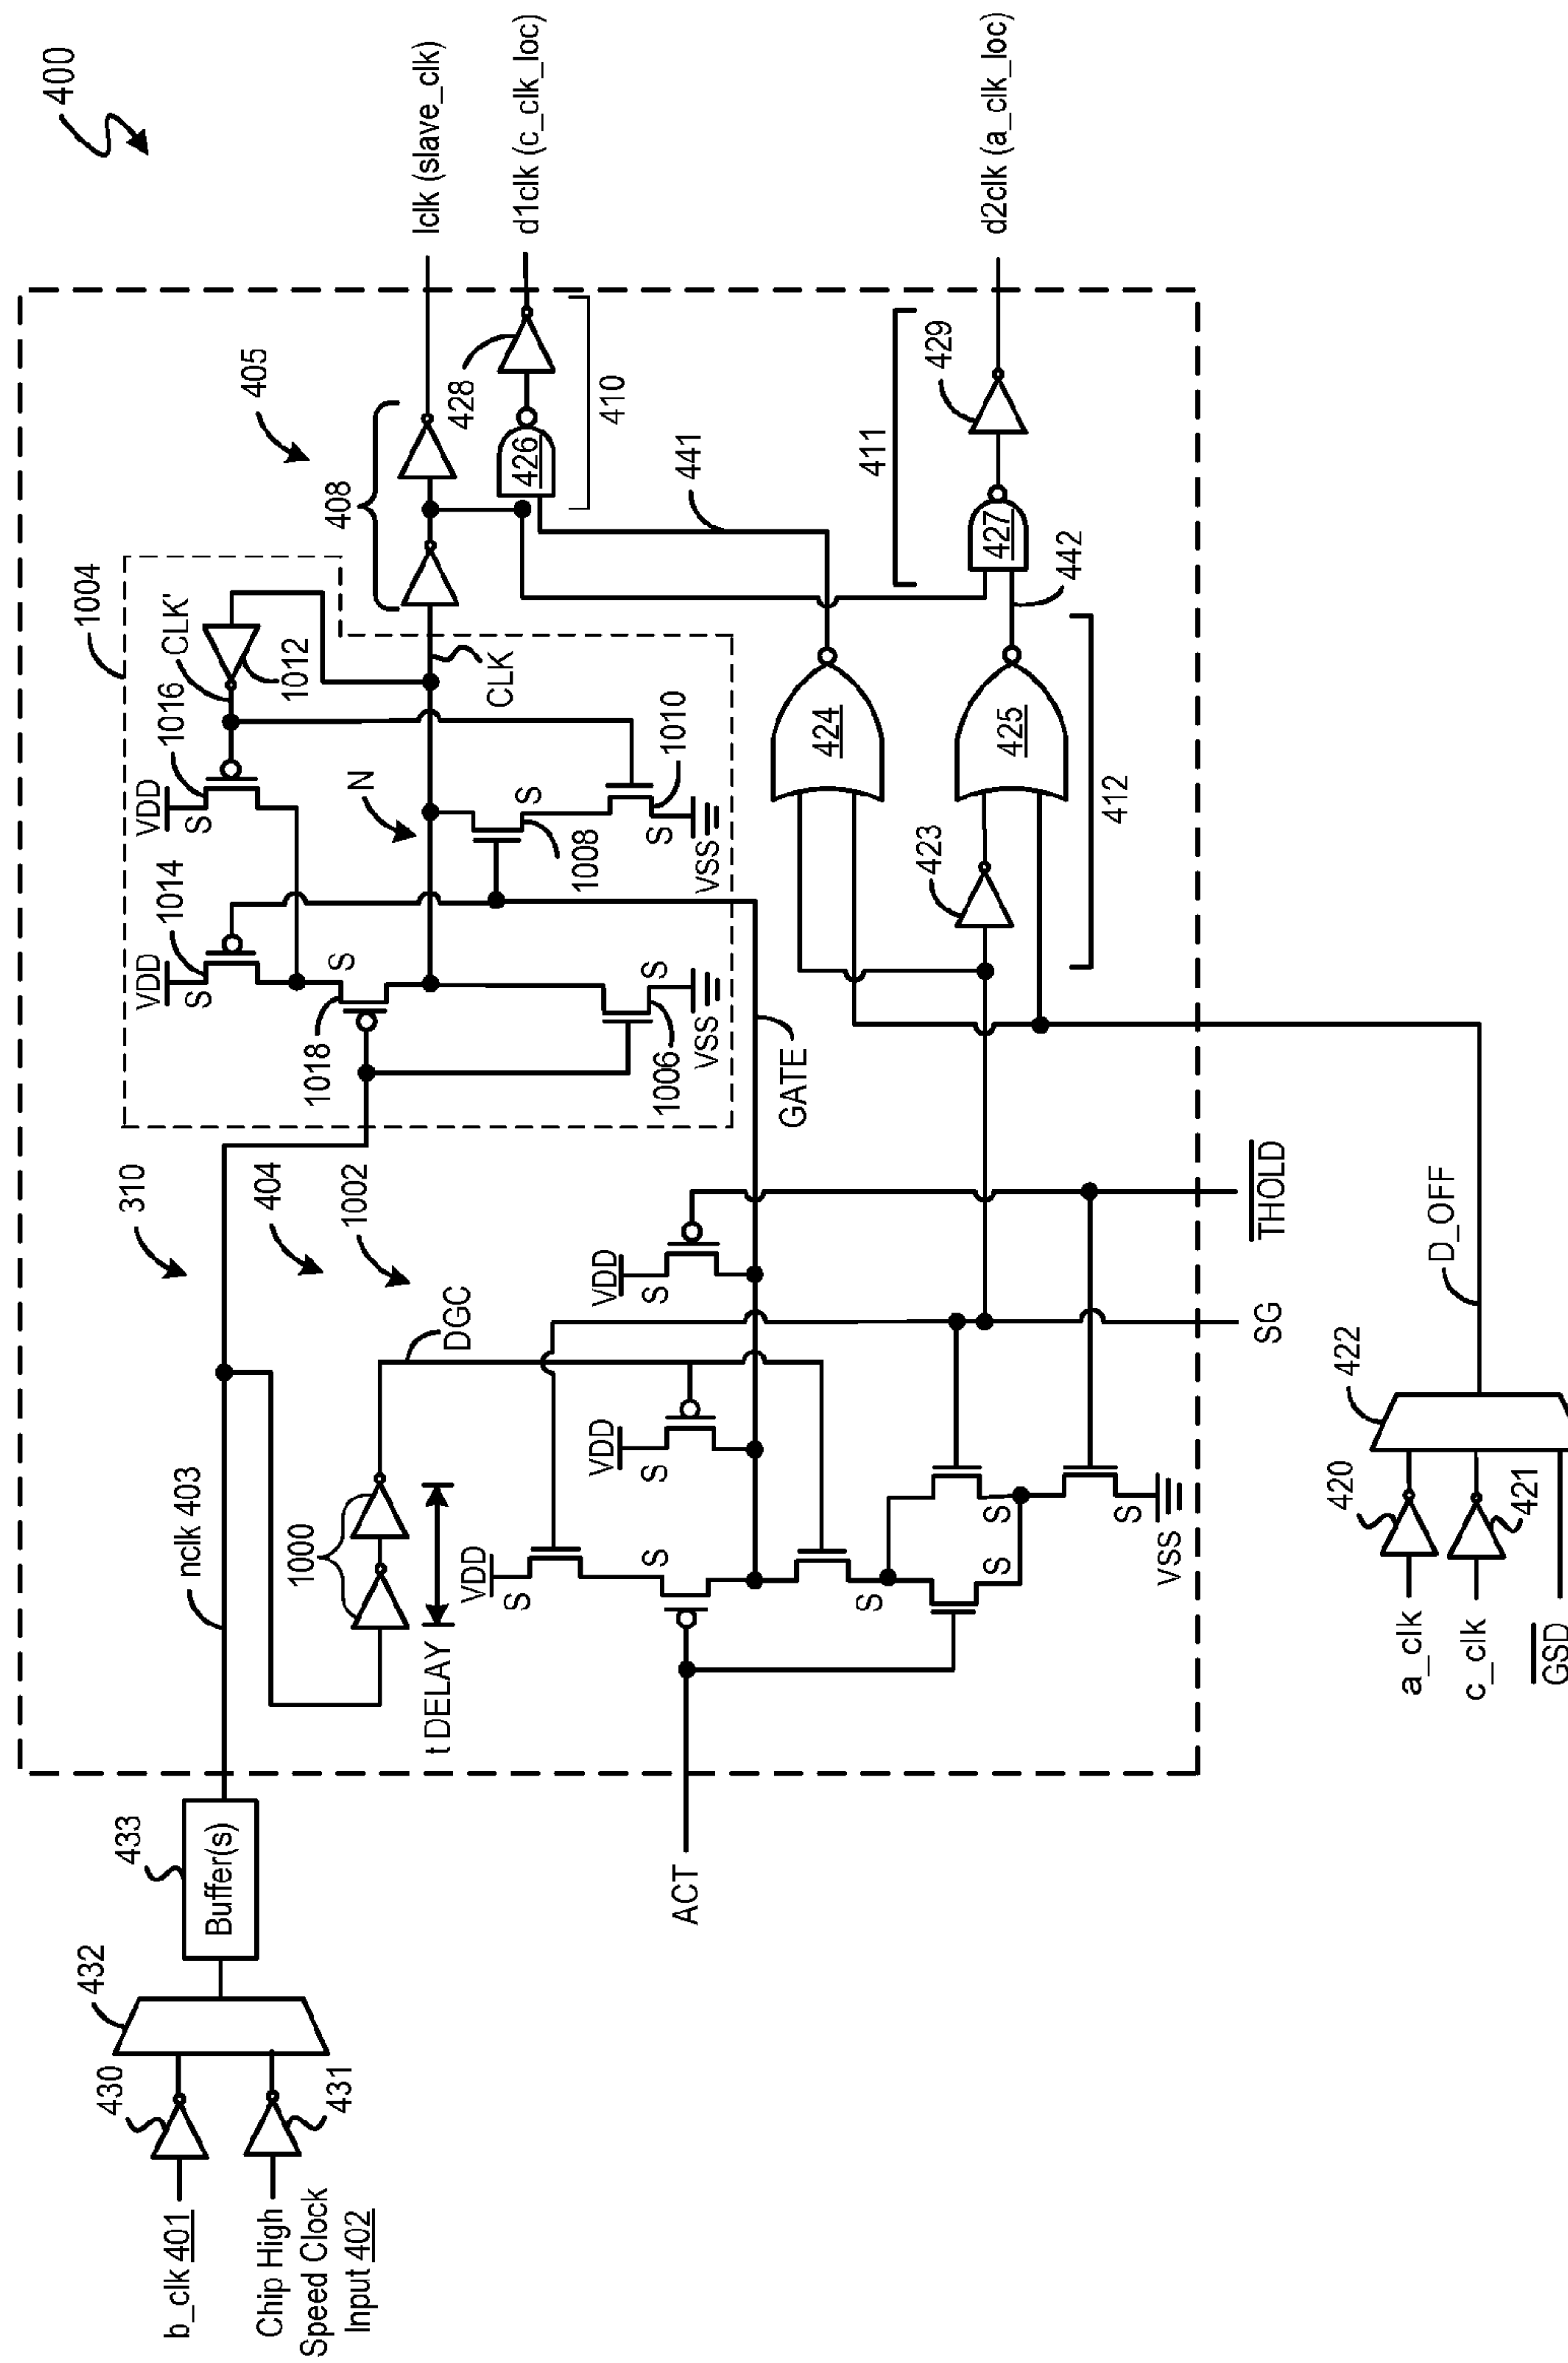 400
b_clk 401
Chip High
Speed Clock
Input 402
430
431
432
Buffer(s)
433
nclk 403
310
404
1002
1004
405
1000
t DELAY
DGC
VDD
S
S
VDD
S
VDD
S
S
S
S
S
VSS
ACT
GATE
VDD
S
1014
VDD
S
1016
CLK'
1012
S
1018
1006
S
VSS
N
S
1008
S
1010
VSS
CLK
408
lclk (slave_clk)
428
426
410
d1clk (c_clk_loc)
441
424
423
425
412
442
427
411
429
d2clk (a_clk_loc)
SG
THOLD
D_OFF
422
420
421
a_clk
c_clk
GSD